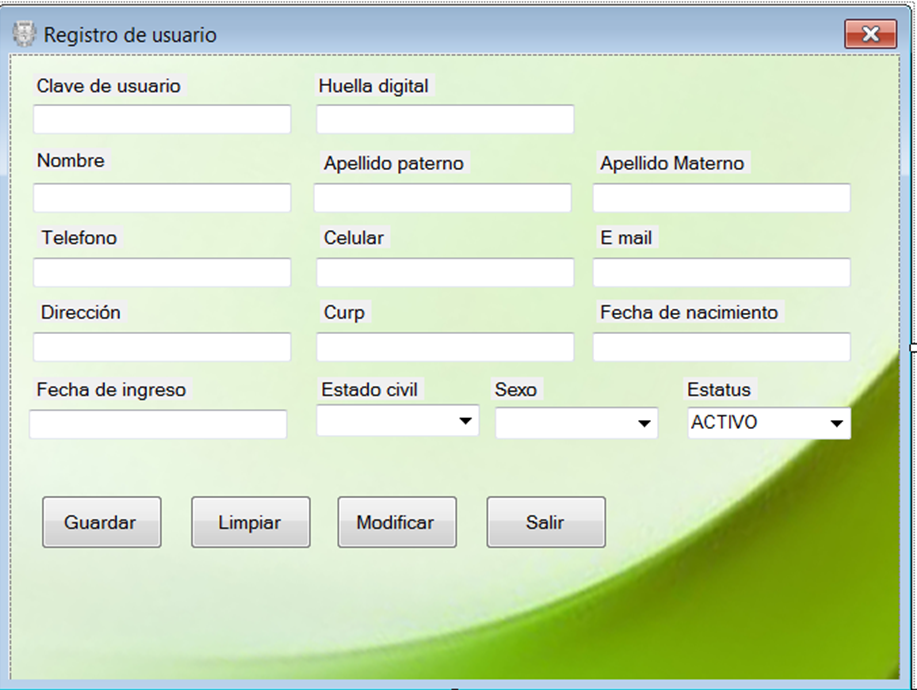 Registro de usuario
Clave de usuario Huella digital
Nombre Apellido paterno Apellido Materno
Telefono Celular E mail
Dirección Curp Fecha de nacimiento
Fecha de ingreso Estado civil Sexo Estatus
ACTIVO
Guardar Limpiar Modificar Salir